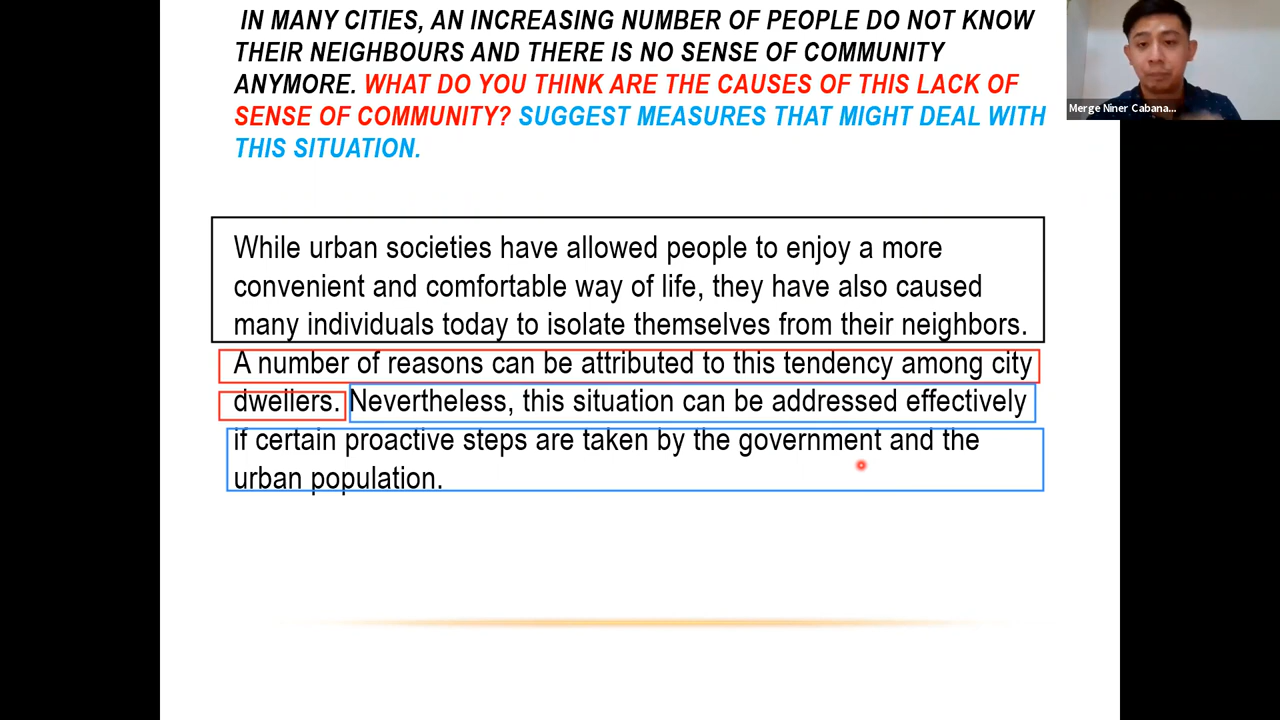 IN MANY CITIES, AN INCREASING NUMBER OF PEOPLE DO NOT KNOW
THEIR NEIGHBOURS AND THERE IS NO SENSE OF COMMUNITY
ANYMORE. WHAT DO YOU THINK ARE THE CAUSES OF THIS LACK OF
SENSE OF COMMUNITY? SUGGEST MEASURES THAT MIGHT DEAL WITH
THIS SITUATION.
Merge Niner Cabana...
While urban societies have allowed people to enjoy a more
convenient and comfortable way of life, they have also caused
many individuals today to isolate themselves from their neighbors.
A number of reasons can be attributed to this tendency among city
dwellers. Nevertheless, this situation can be addressed effectively
if certain proactive steps are taken by the government and the
urban population.